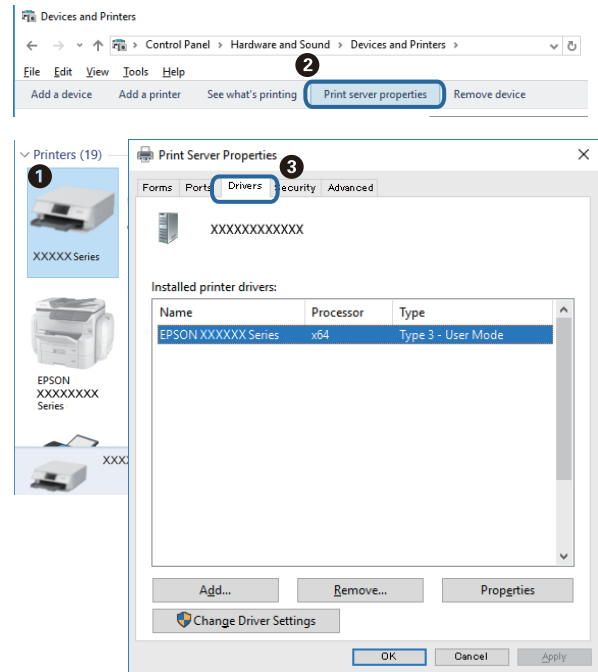 Devices and Printers
Control Panel > Hardware and Sound > Devices and Printers >
2
File Edit View Tools Help
Add a device Add a printer See what's printing Print server properties Remove device
Printers (19)
1
XXXXX Series
EPSON
XXXXXXXX
Series
XXX
Print Server Properties
3
Forms Ports Drivers Security Advanced
XXXXXXXXXXXX
Installed printer drivers:
Name Processor Type
EPSON XXXXXX Series x64 Type 3 - User Mode
Add... Remove... Properties
Change Driver Settings
OK Cancel Apply